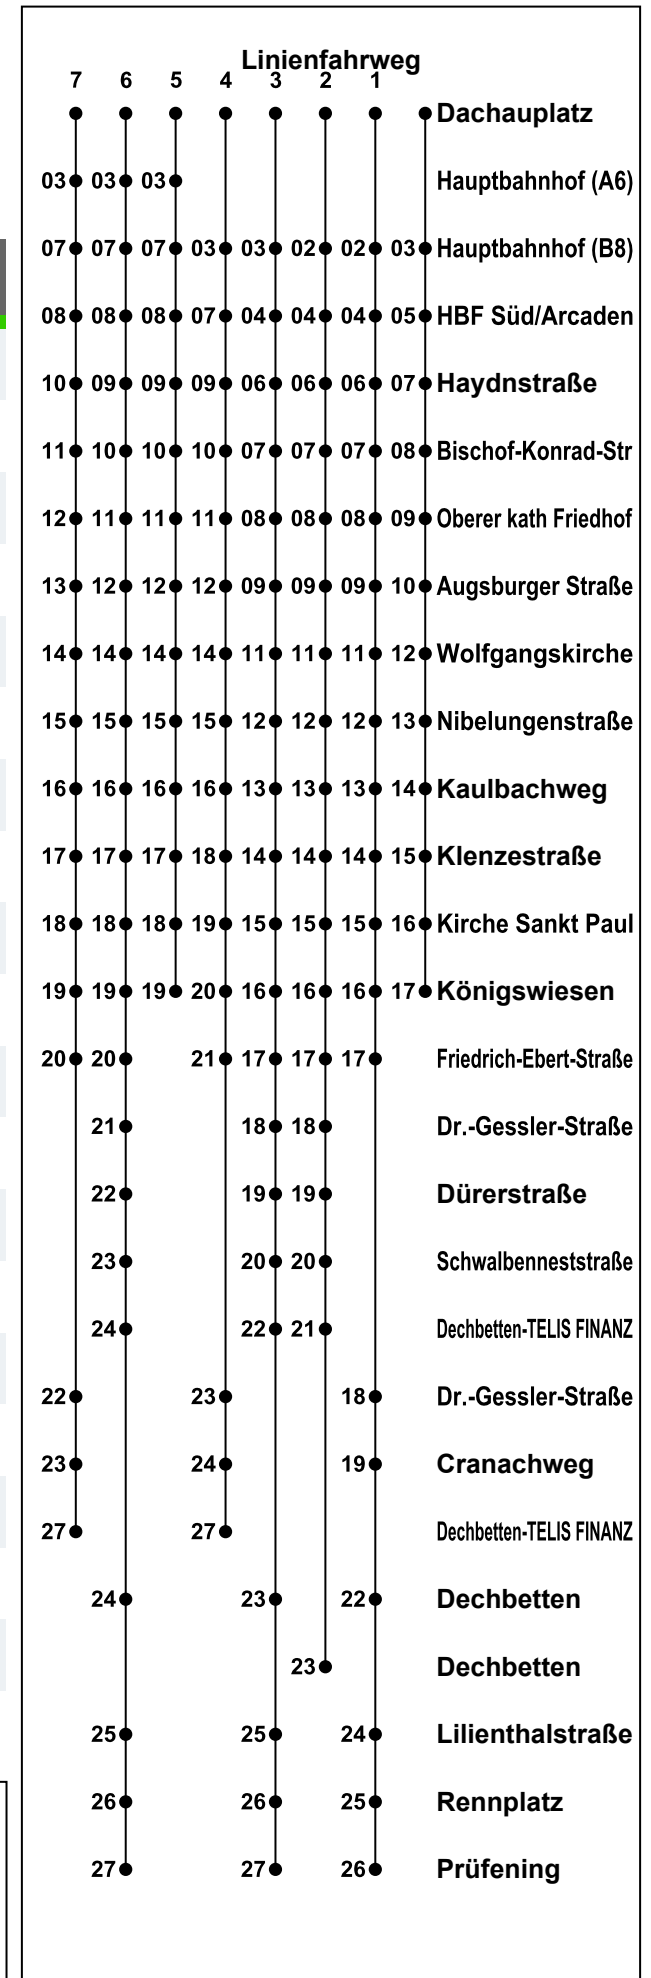 Linienfahrweg
7 6 5 4 3 2 1
Dachauplatz
03 03 03 Hauptbahnhof (A6)
07 07 07 03 03 02 02 03 Hauptbahnhof (B8)
08 08 08 07 04 04 04 05 HBF Süd/Arcaden
10 09 09 09 06 06 06 07 Haydnstraße
11 10 10 10 07 07 07 08 Bischof-Konrad-Str
12 11 11 11 08 08 08 09 Oberer kath Friedhof
13 12 12 12 09 09 09 10 Augsburger Straße
14 14 14 14 11 11 11 12 Wolfgangskirche
15 15 15 15 12 12 12 13 Nibelungenstraße
16 16 16 16 13 13 13 14 Kaulbachweg
17 17 17 18 14 14 14 15 Klenzestraße
18 18 18 19 15 15 15 16 Kirche Sankt Paul
19 19 19 20 16 16 16 17 Königswiesen
20 20 21 17 17 17 Friedrich-Ebert-Straße
21 18 18 Dr.-Gessler-Straße
22 19 19 Dürerstraße
23 20 20 Schwalbenneststraße
24 22 21 Dechbetten-TELIS FINANZ
22 23 18 Dr.-Gessler-Straße
23 24 19 Cranachweg
27 27 Dechbetten-TELIS FINANZ
24 23 22 Dechbetten
23 Dechbetten
25 25 24 Lilienthalstraße
26 26 25 Rennplatz
27 27 26 Prüfening